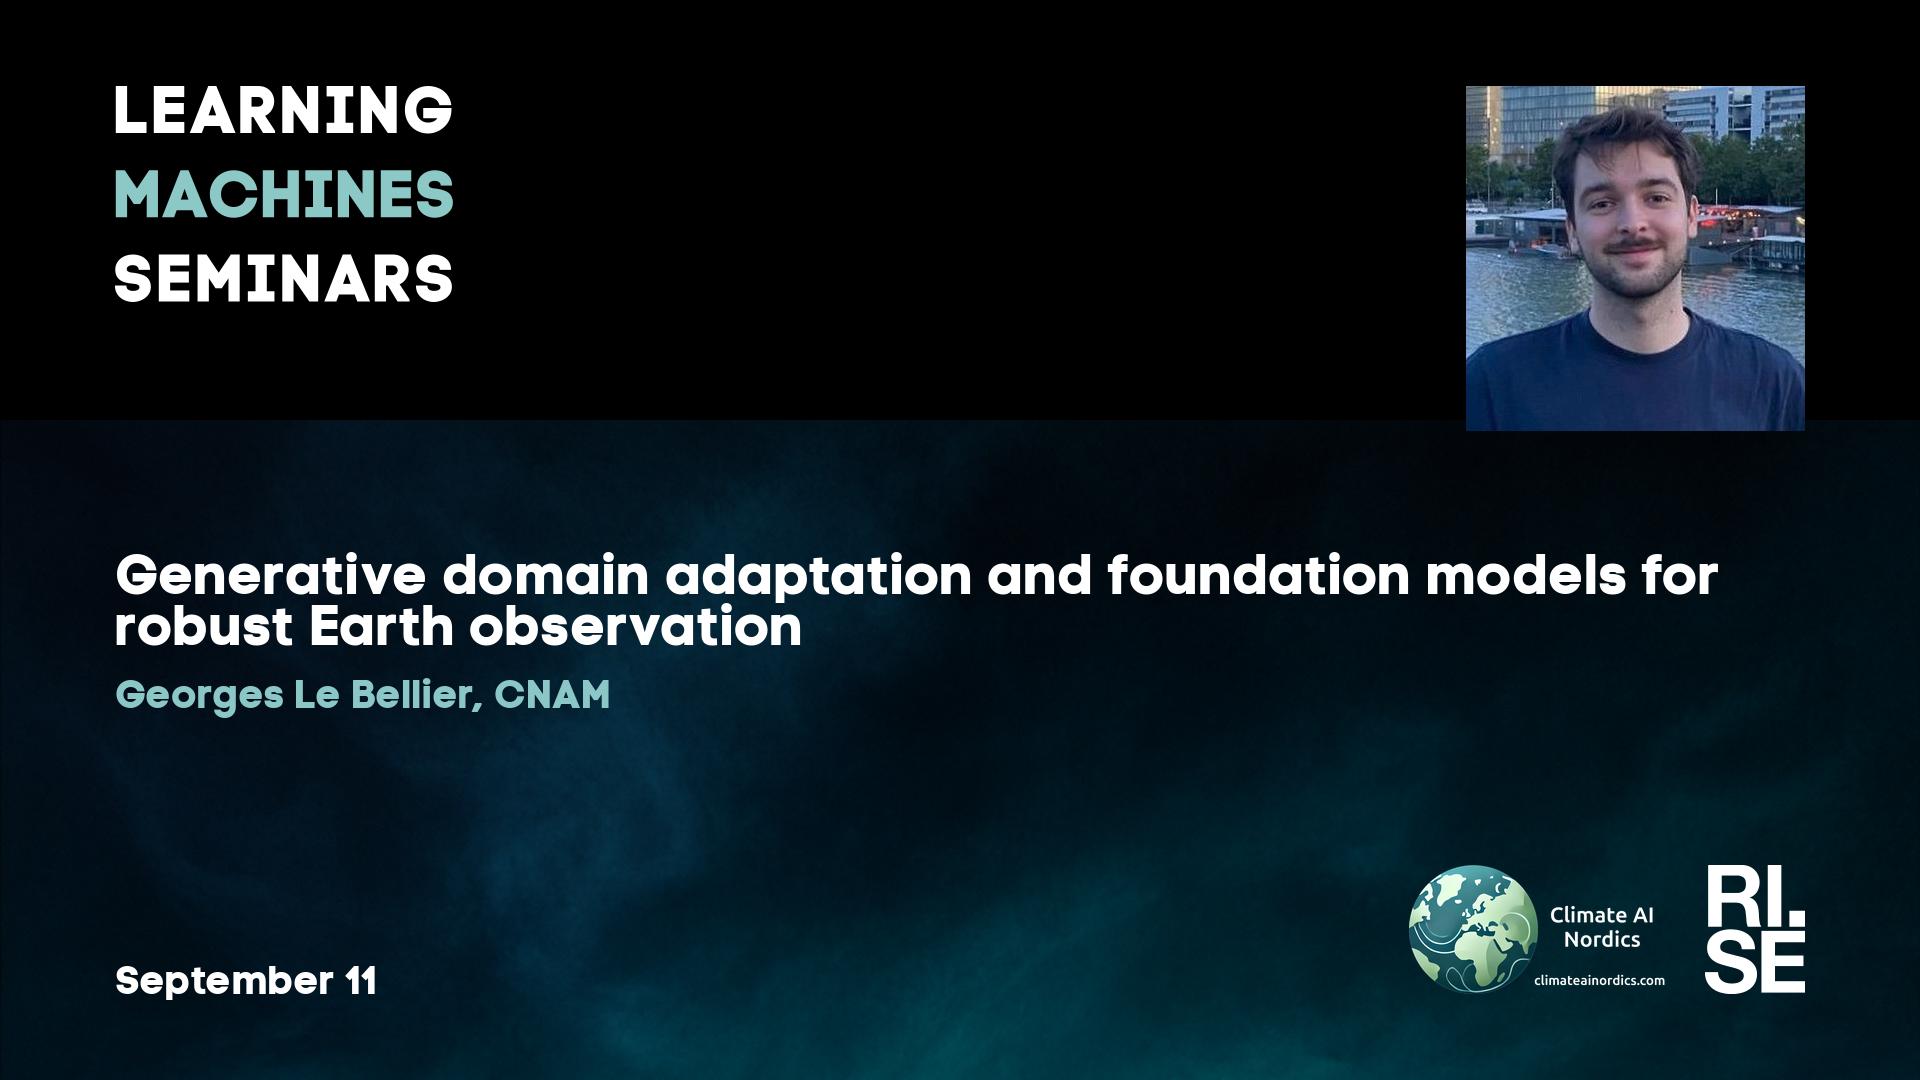 LEARNING
MACHINES
SEMINARS
Generative domain adaptation and foundation models for
robust Earth observation
Georges Le Bellier, CNAM
September 11
Climate AI
Nordics
climateainordics.com
RI.
SE